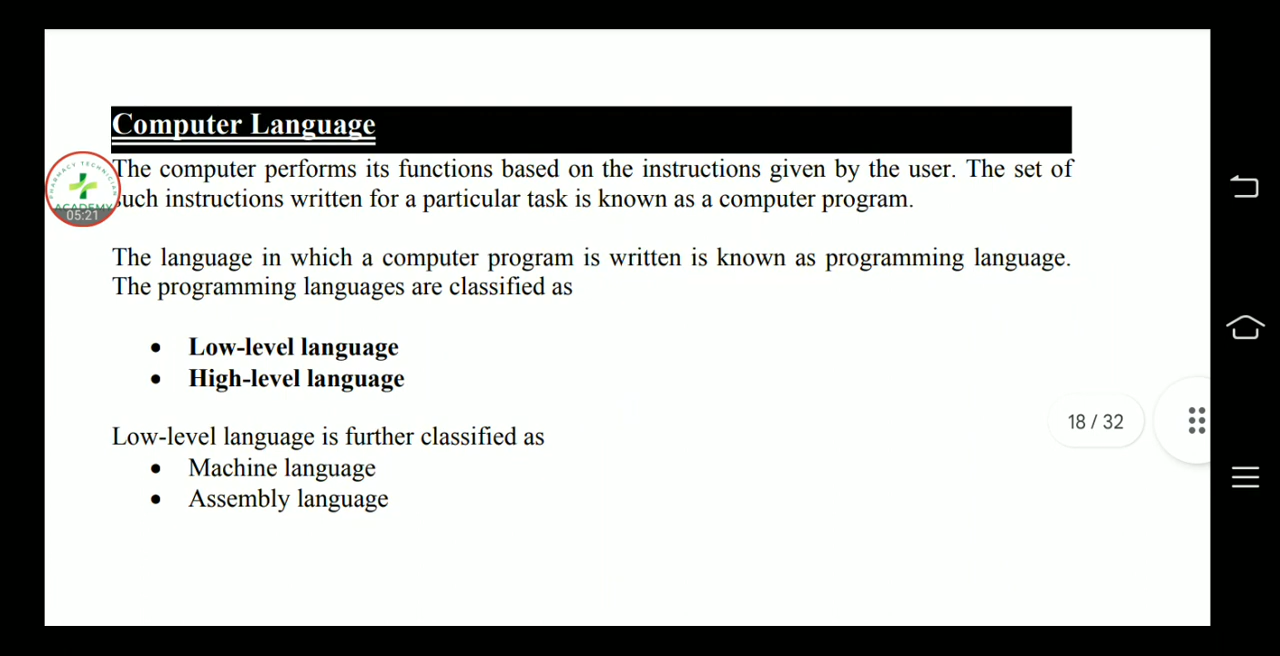 Computer Language
The computer performs its functions based on the instructions given by the user. The set of
such instructions written for a particular task is known as a computer program.
The language in which a computer program is written is known as programming language.
The programming languages are classified as
• Low-level language
• High-level language
Low-level language is further classified as
• Machine language
• Assembly language
PHARMACY TECHNICIAN
ACADEMY
05:21
18 / 32